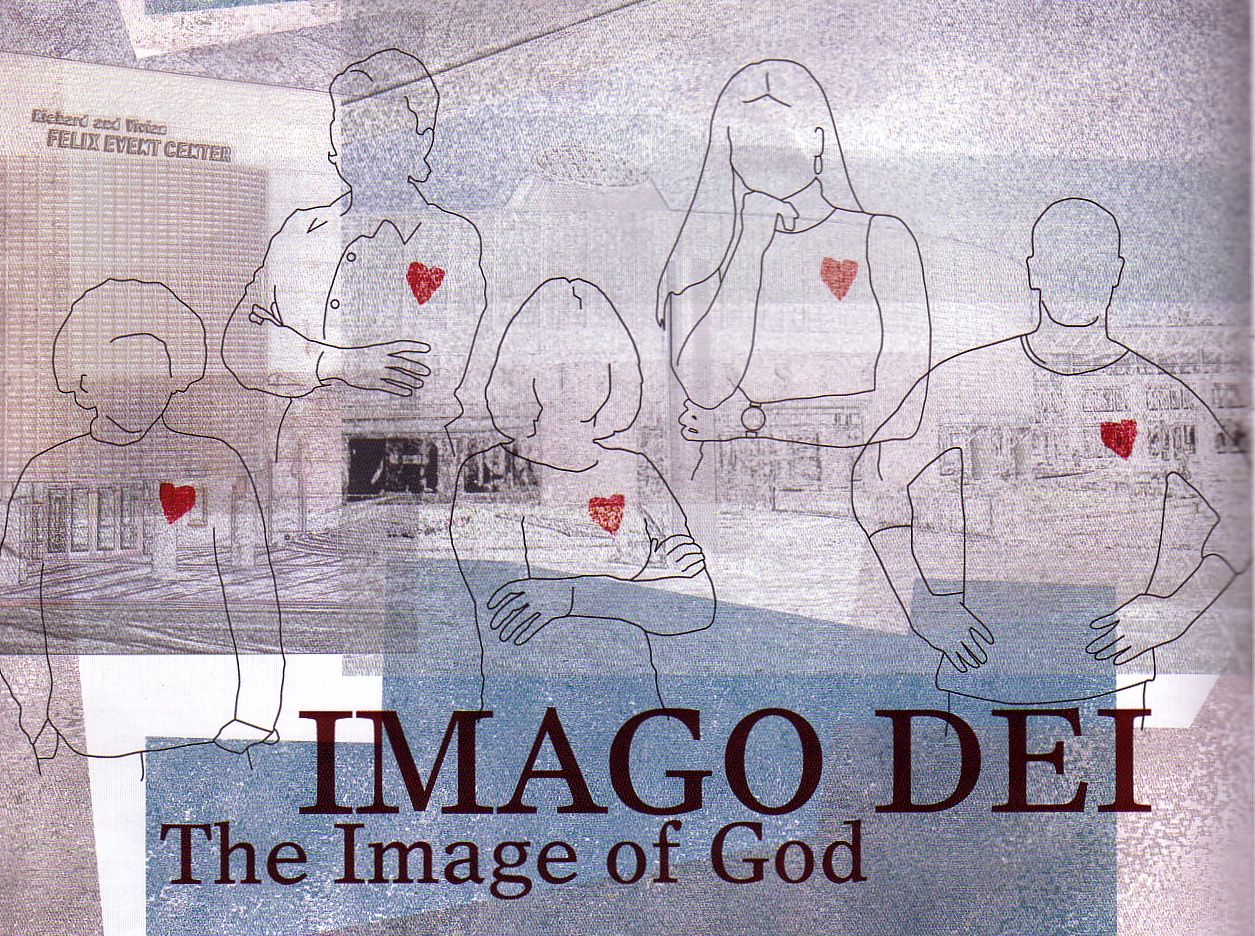 Richard and Vivian
FELIX EVENT CENTER
IMAGO DEI
The Image of God